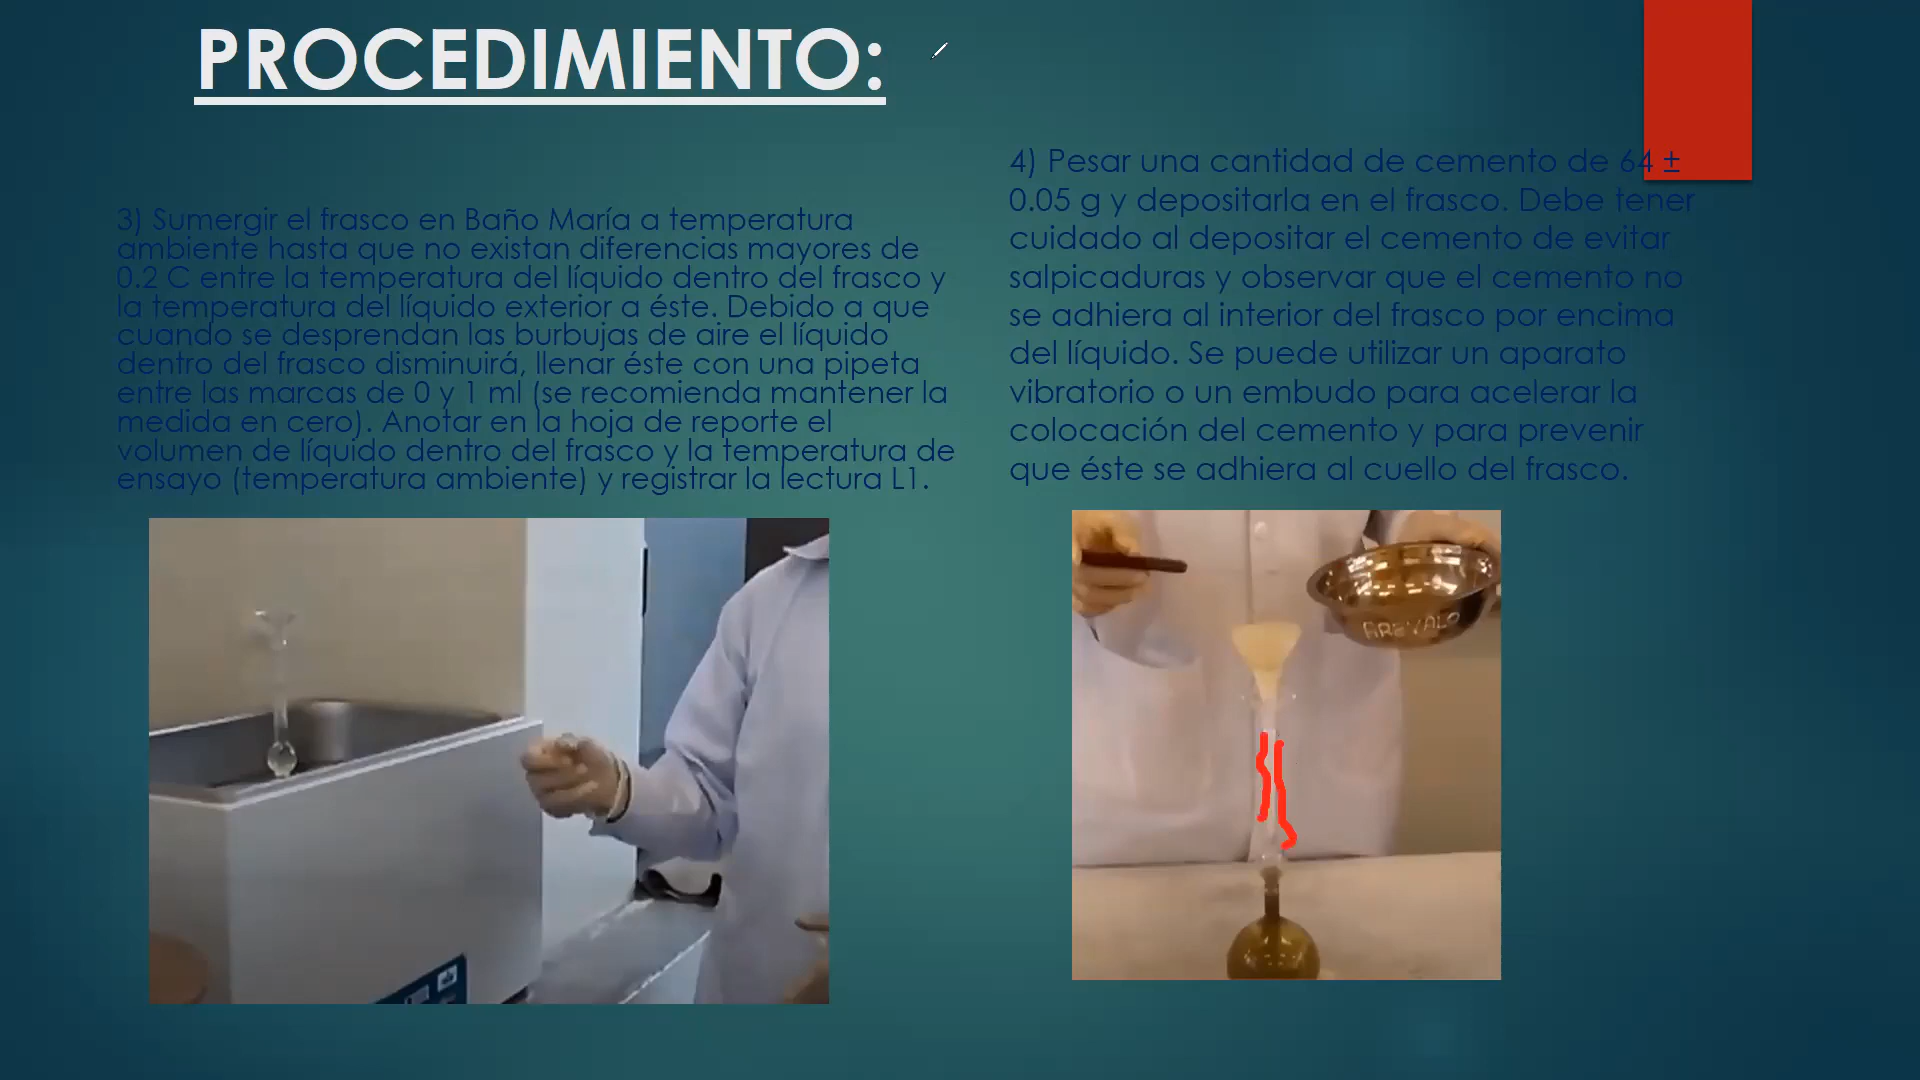 PROCEDIMIENTO:
3) Sumergir el frasco en Baño María a temperatura
ambiente hasta que no existan diferencias mayores de
0.2 C entre la temperatura del líquido dentro del frasco y
la temperatura del líquido exterior a éste. Debido a que
cuando se desprendan las burbujas de aire el líquido
dentro del frasco disminuirá, llenar éste con una pipeta
entre las marcas de 0 y 1 ml (se recomienda mantener la
medida en cero). Anotar en la hoja de reporte el
volumen de líquido dentro del frasco y la temperatura de
ensayo (temperatura ambiente) y registrar la lectura L1.
4) Pesar una cantidad de cemento de 64 ±
0.05 g y depositarla en el frasco. Debe tener
cuidado al depositar el cemento de evitar
salpicaduras y observar que el cemento no
se adhiera al interior del frasco por encima
del líquido. Se puede utilizar un aparato
vibratorio o un embudo para acelerar la
colocación del cemento y para prevenir
que éste se adhiera al cuello del frasco.
AREVALO